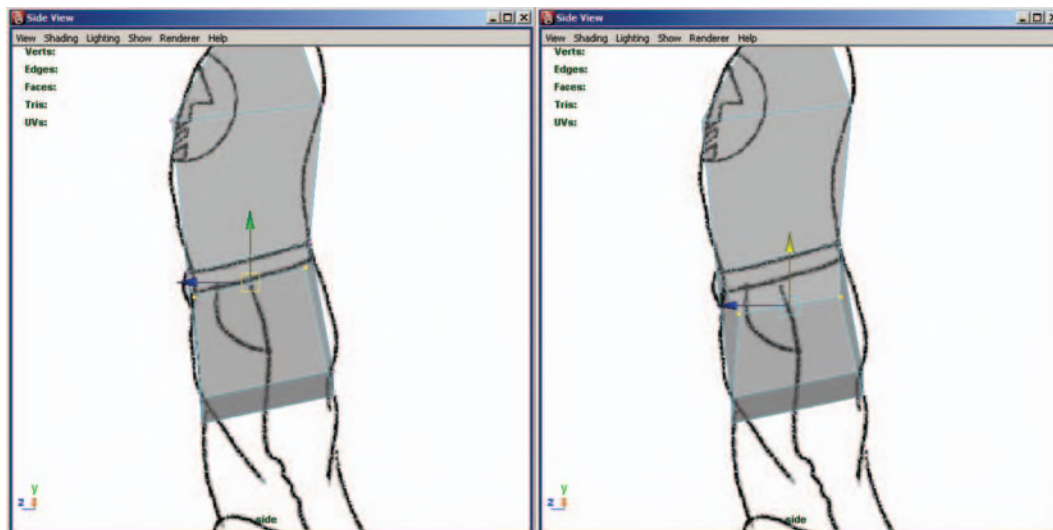 Side View
View Shading Lighting Show Renderer Help
Verts:
Edges:
Faces:
Tris:
UVs:
y
z
side
Side View
View Shading Lighting Show Renderer Help
Verts:
Edges:
Faces:
Tris:
UVs:
y
z
side